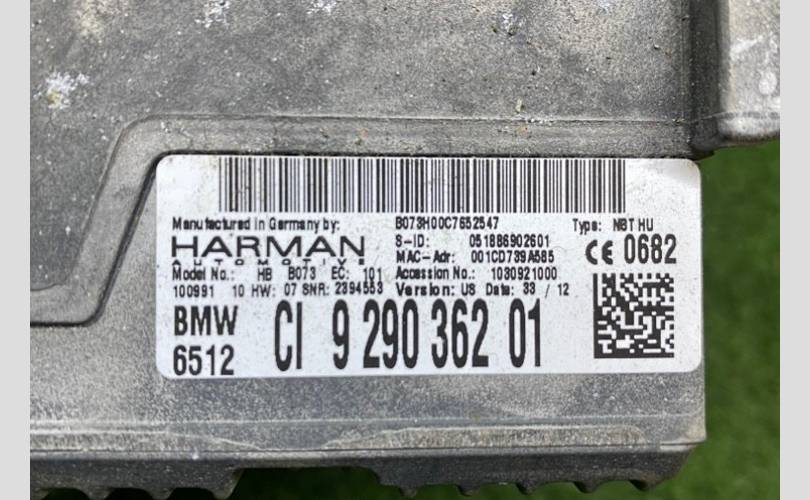 Manufactured in Germany by: B073H00C7652547 Type: NBT HU
HARMAN S-ID: 051886902601 CE 0682
AUTOMOTIVE MAC-Adr: 001CD739A585
Model No.: HB B073 EC: 101 Accession No.: 1030921000
100991 10 HW: 07 SNR: 2394553 Version: US Date: 33 / 12
BMW CI 9 290 362 01
6512